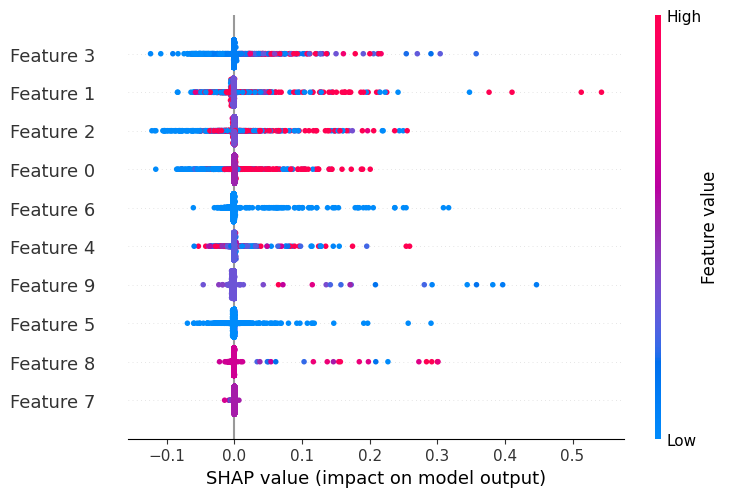 High
Feature 3
Feature 1
Feature 2
Feature 0
Feature 6
Feature 4
Feature 9
Feature 5
Feature 8
Feature 7
Feature value
Low
−0.1 0.0 0.1 0.2 0.3 0.4 0.5
SHAP value (impact on model output)